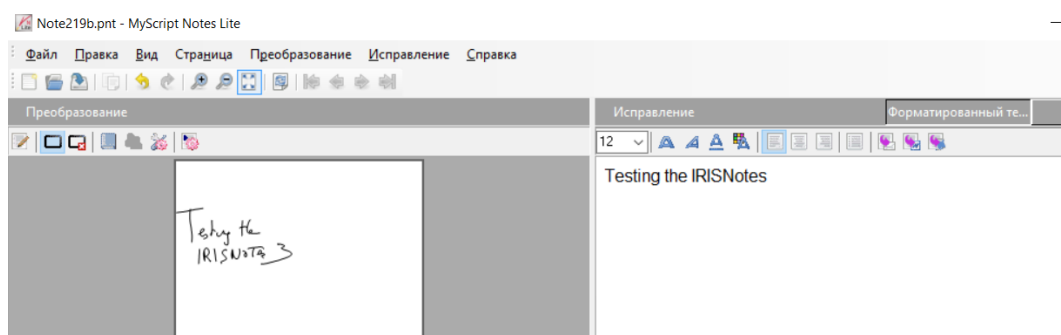 Note219b.pnt - MyScript Notes Lite
Файл Правка Вид Страница Преобразование Исправление Справка
Преобразование
Исправление Форматированный те...
12
Testing the
IRISNote 3
Testing the IRISNotes